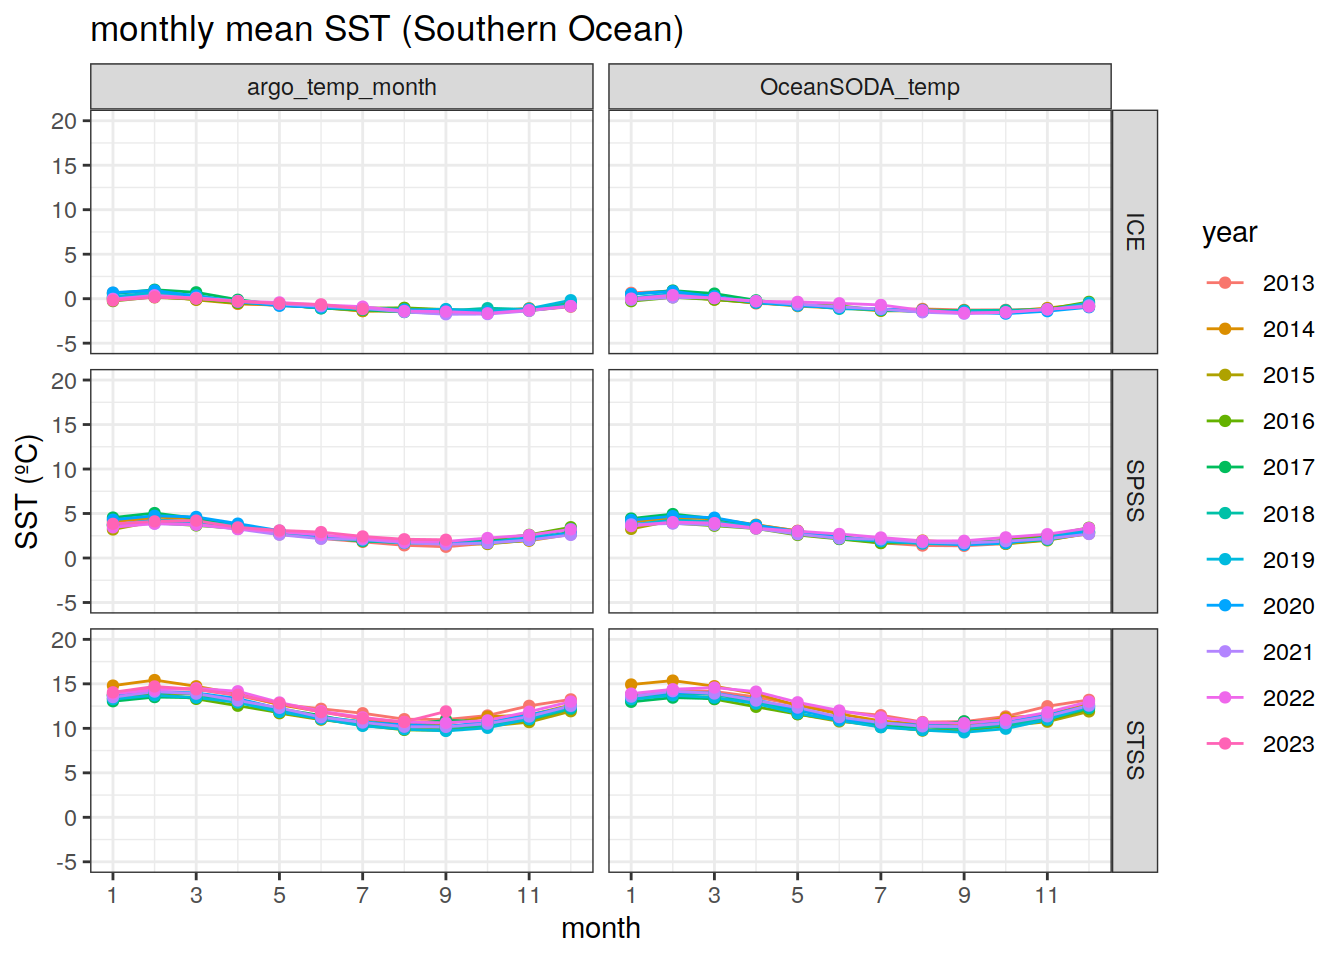 monthly mean SST (Southern Ocean)
argo_temp_month
OceanSODA_temp
20
15
10
5
0
-5
ICE
20
15
10
5
0
-5
SPSS
20
15
10
5
0
-5
STSS
SST (ºC)
1 3 5 7 9 11
1 3 5 7 9 11
month
year
2013
2014
2015
2016
2017
2018
2019
2020
2021
2022
2023